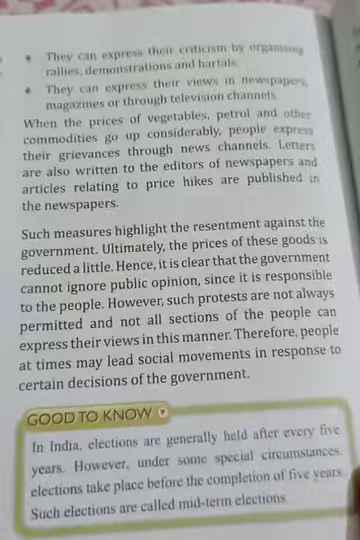 • They can express their criticism by organising
rallies, demonstrations and hartals.
• They can express their views in newspapers,
magazines or through television channels.
When the prices of vegetables, petrol and other
commodities go up considerably, people express
their grievances through news channels. Letters
are also written to the editors of newspapers and
articles relating to price hikes are published in
the newspapers.
Such measures highlight the resentment against the
government. Ultimately, the prices of these goods is
reduced a little. Hence, it is clear that the government
cannot ignore public opinion, since it is responsible
to the people. However, such protests are not always
permitted and not all sections of the people can
express their views in this manner. Therefore, people
at times may lead social movements in response to
certain decisions of the government.
GOOD TO KNOW
In India, elections are generally held after every five
years. However, under some special circumstances,
elections take place before the completion of five years.
Such elections are called mid-term elections.